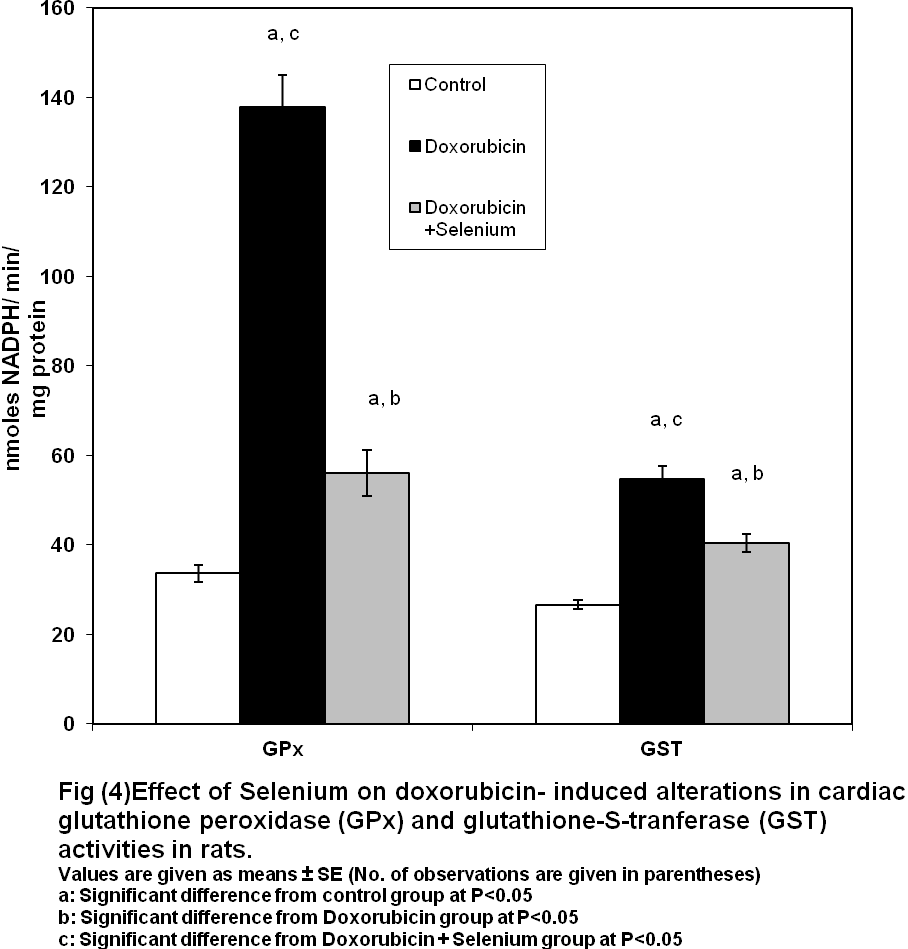 160
140
120
100
80
60
40
20
0
nmoles NADPH/ min/
mg protein
a, c
a, b
a, c
a, b
Control
Doxorubicin
Doxorubicin
+Selenium
GPx
GST
Fig (4)Effect of Selenium on doxorubicin- induced alterations in cardiac
glutathione peroxidase (GPx) and glutathione-S-tranferase (GST)
activities in rats.
Values are given as means ± SE (No. of observations are given in parentheses)
a: Significant difference from control group at P<0.05
b: Significant difference from Doxorubicin group at P<0.05
c: Significant difference from Doxorubicin + Selenium group at P<0.05